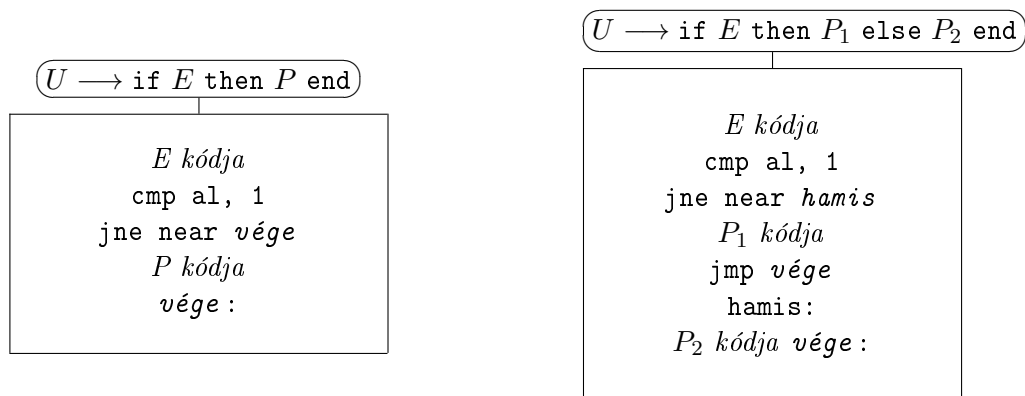 U ⟶ if E then P end
E kódja
cmp al, 1
jne near vége
P kódja
vége:
U ⟶ if E then P₁ else P₂ end
E kódja
cmp al, 1
jne near hamis
P₁ kódja
jmp vége
hamis:
P₂ kódja vége: